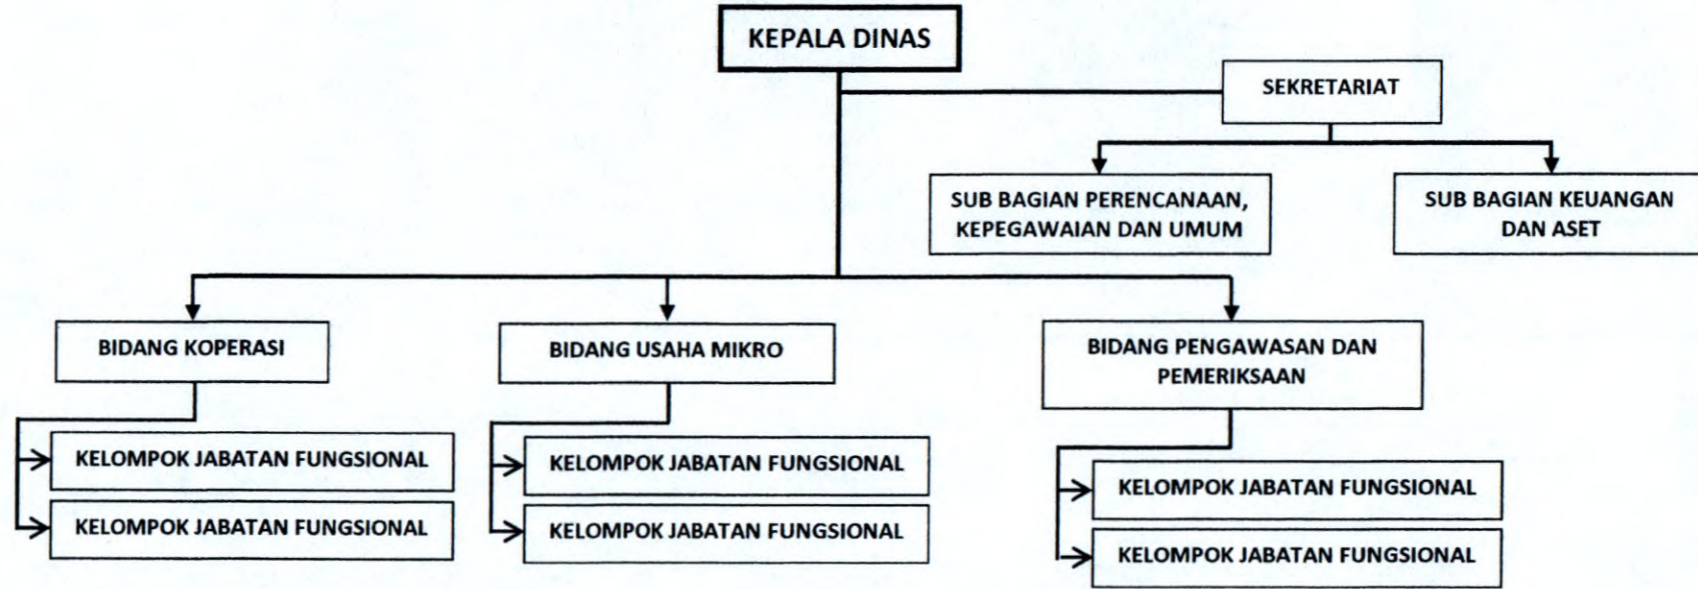 KEPALA DINAS
SEKRETARIAT
SUB BAGIAN PERENCANAAN,
KEPEGAWAIAN DAN UMUM
SUB BAGIAN KEUANGAN
DAN ASET
BIDANG KOPERASI
KELOMPOK JABATAN FUNGSIONAL
KELOMPOK JABATAN FUNGSIONAL
BIDANG USAHA MIKRO
KELOMPOK JABATAN FUNGSIONAL
KELOMPOK JABATAN FUNGSIONAL
BIDANG PENGAWASAN DAN
PEMERIKSAAN
KELOMPOK JABATAN FUNGSIONAL
KELOMPOK JABATAN FUNGSIONAL